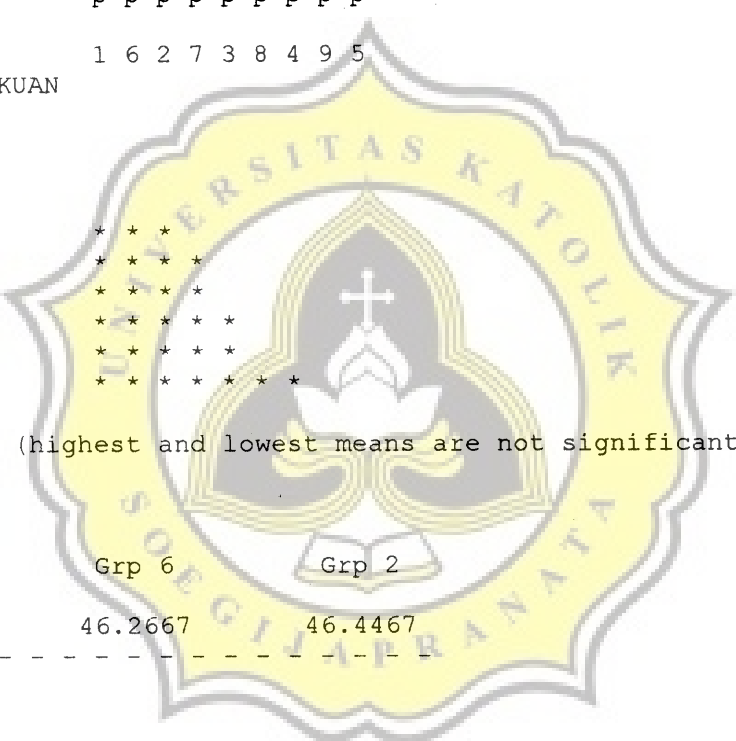 p p p p p p p p p
1 6 2 7 3 8 4 9 5
KUAN
UNIVERSITAS KATOLIK
* * *
* * * *
* * * *
* * * * *
* * * * *
* * * * * * *
(highest and lowest means are not significant
Grp 6 Grp 2
46.2667 46.4467
- - - - - - - - - - - - - -
SOEGIJAPRANATA